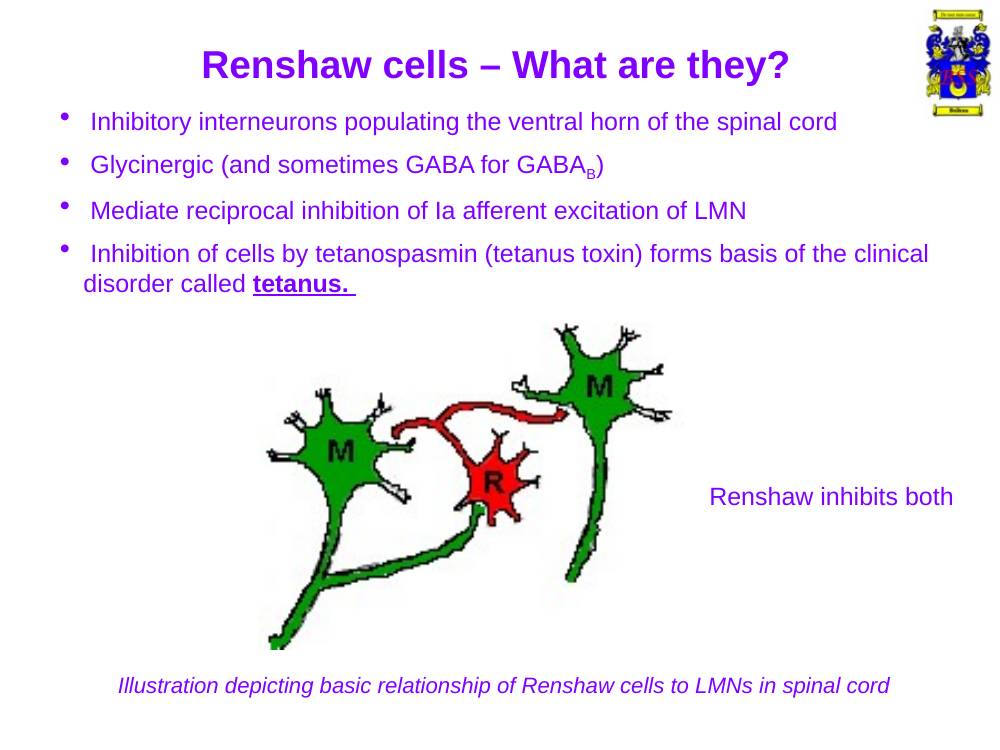 Renshaw cells – What are they?
• Inhibitory interneurons populating the ventral horn of the spinal cord
• Glycinergic (and sometimes GABA for GABAB)
• Mediate reciprocal inhibition of Ia afferent excitation of LMN
• Inhibition of cells by tetanospasmin (tetanus toxin) forms basis of the clinical
disorder called tetanus.
M
M
R
Renshaw inhibits both
Illustration depicting basic relationship of Renshaw cells to LMNs in spinal cord